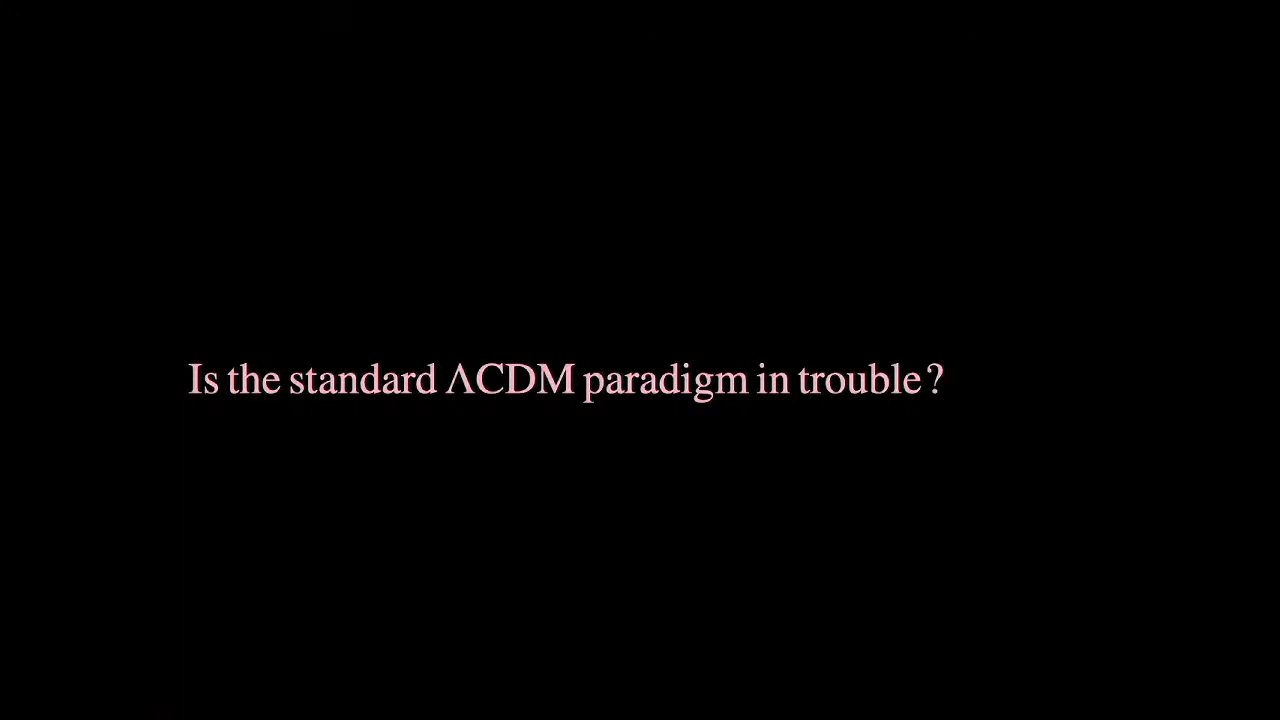 Is the standard ΛCDM paradigm in trouble?